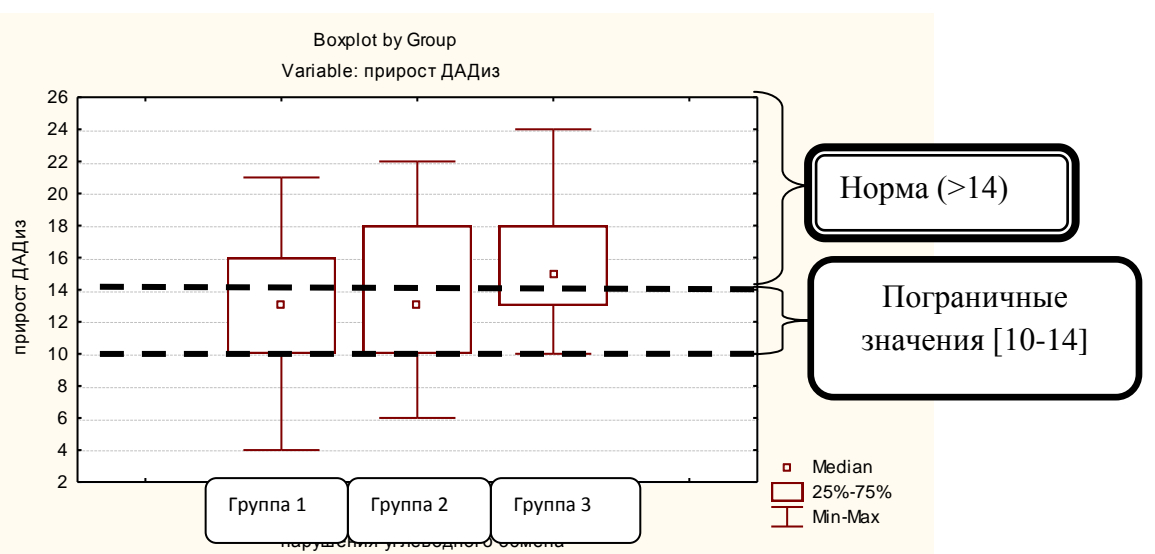 Boxplot by Group
Variable: прирост ДАДиз
прирост ДАДиз
26
24
22
20
18
16
14
12
10
8
6
4
2
Норма (>14)
Пограничные
значения [10-14]
Группа 1
Группа 2
Группа 3
Median
25%-75%
Min-Max